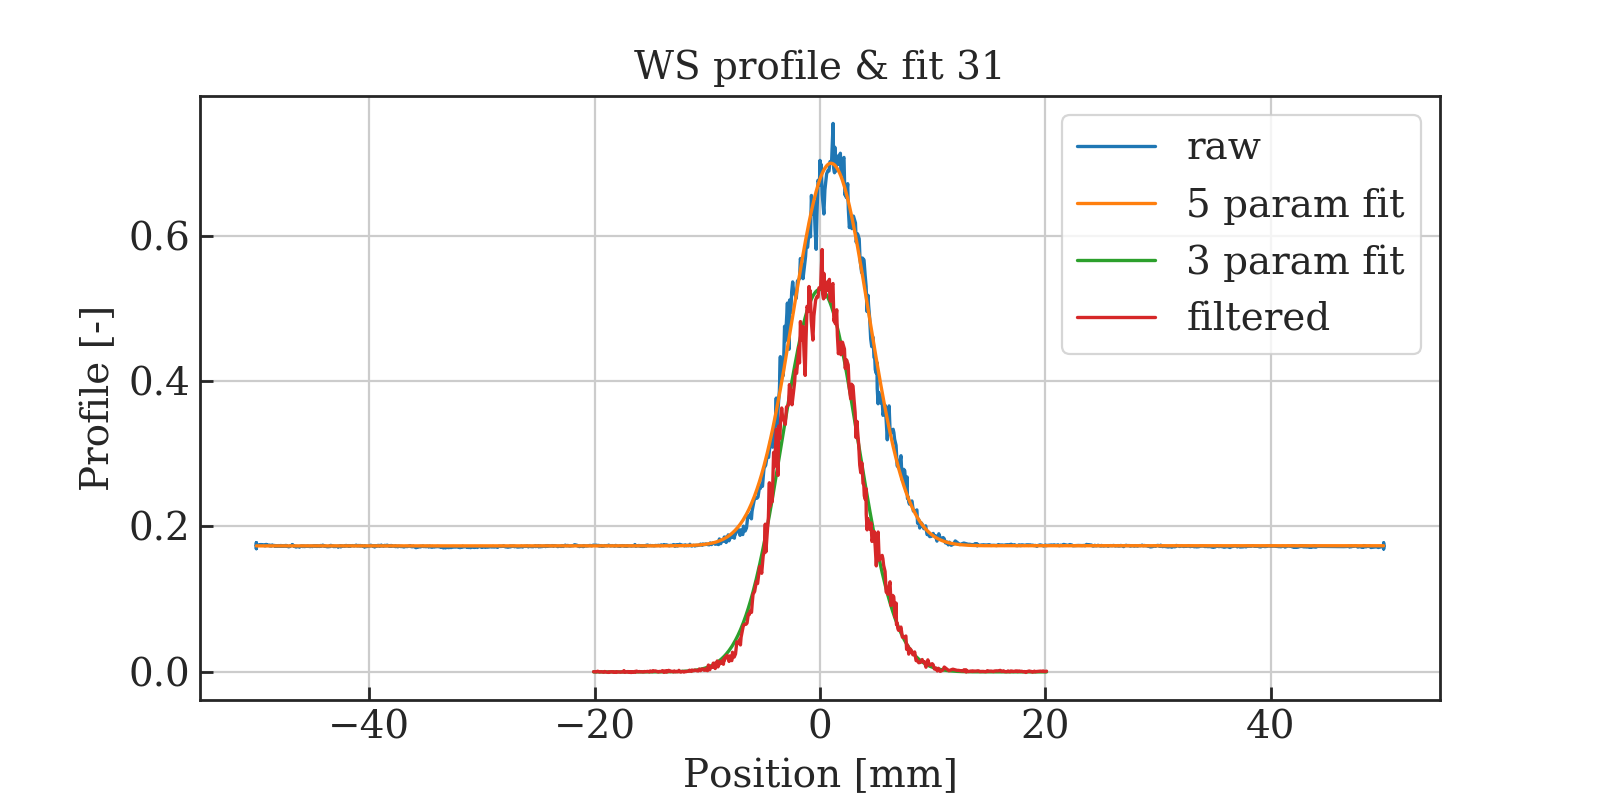 WS profile & fit 31
raw
5 param fit
3 param fit
filtered
Profile [-]
0.6
0.4
0.2
0.0
−40 −20 0 20 40
Position [mm]